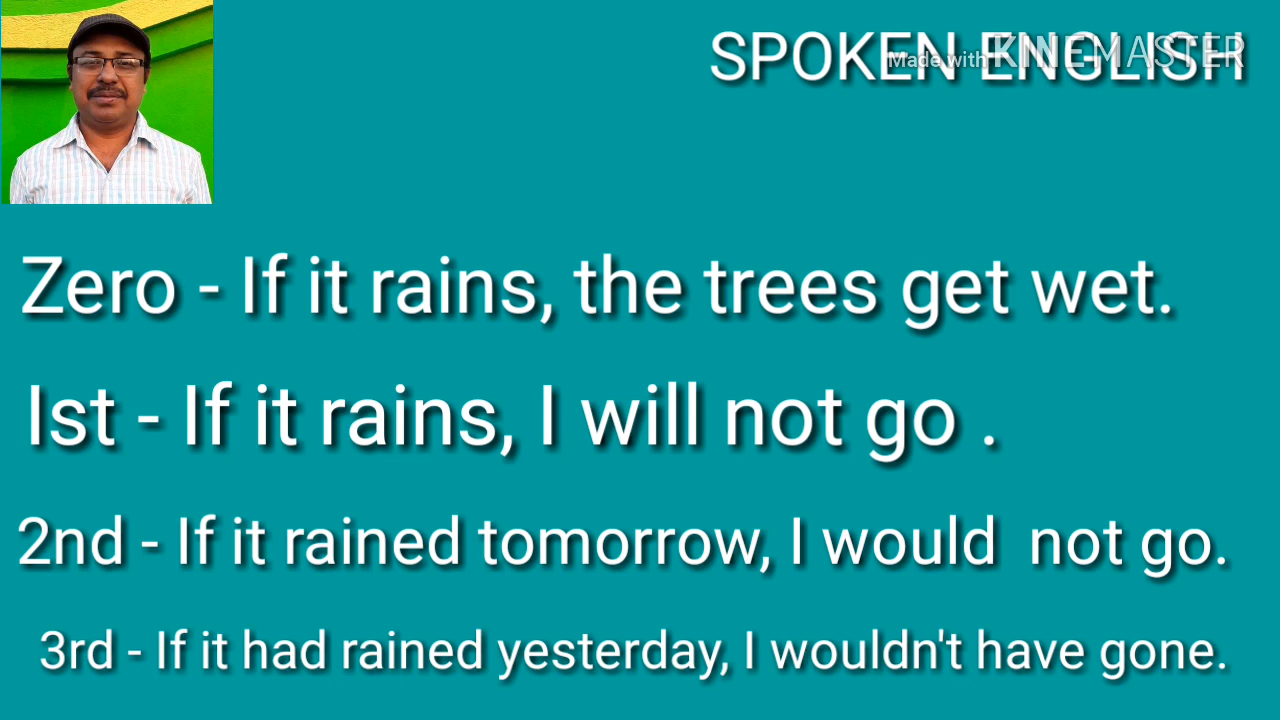 SPOKEN ENGLISH
Made with KINEMASTER
Zero - If it rains, the trees get wet.
Ist - If it rains, I will not go .
2nd - If it rained tomorrow, I would  not go.
3rd - If it had rained yesterday, I wouldn't have gone.